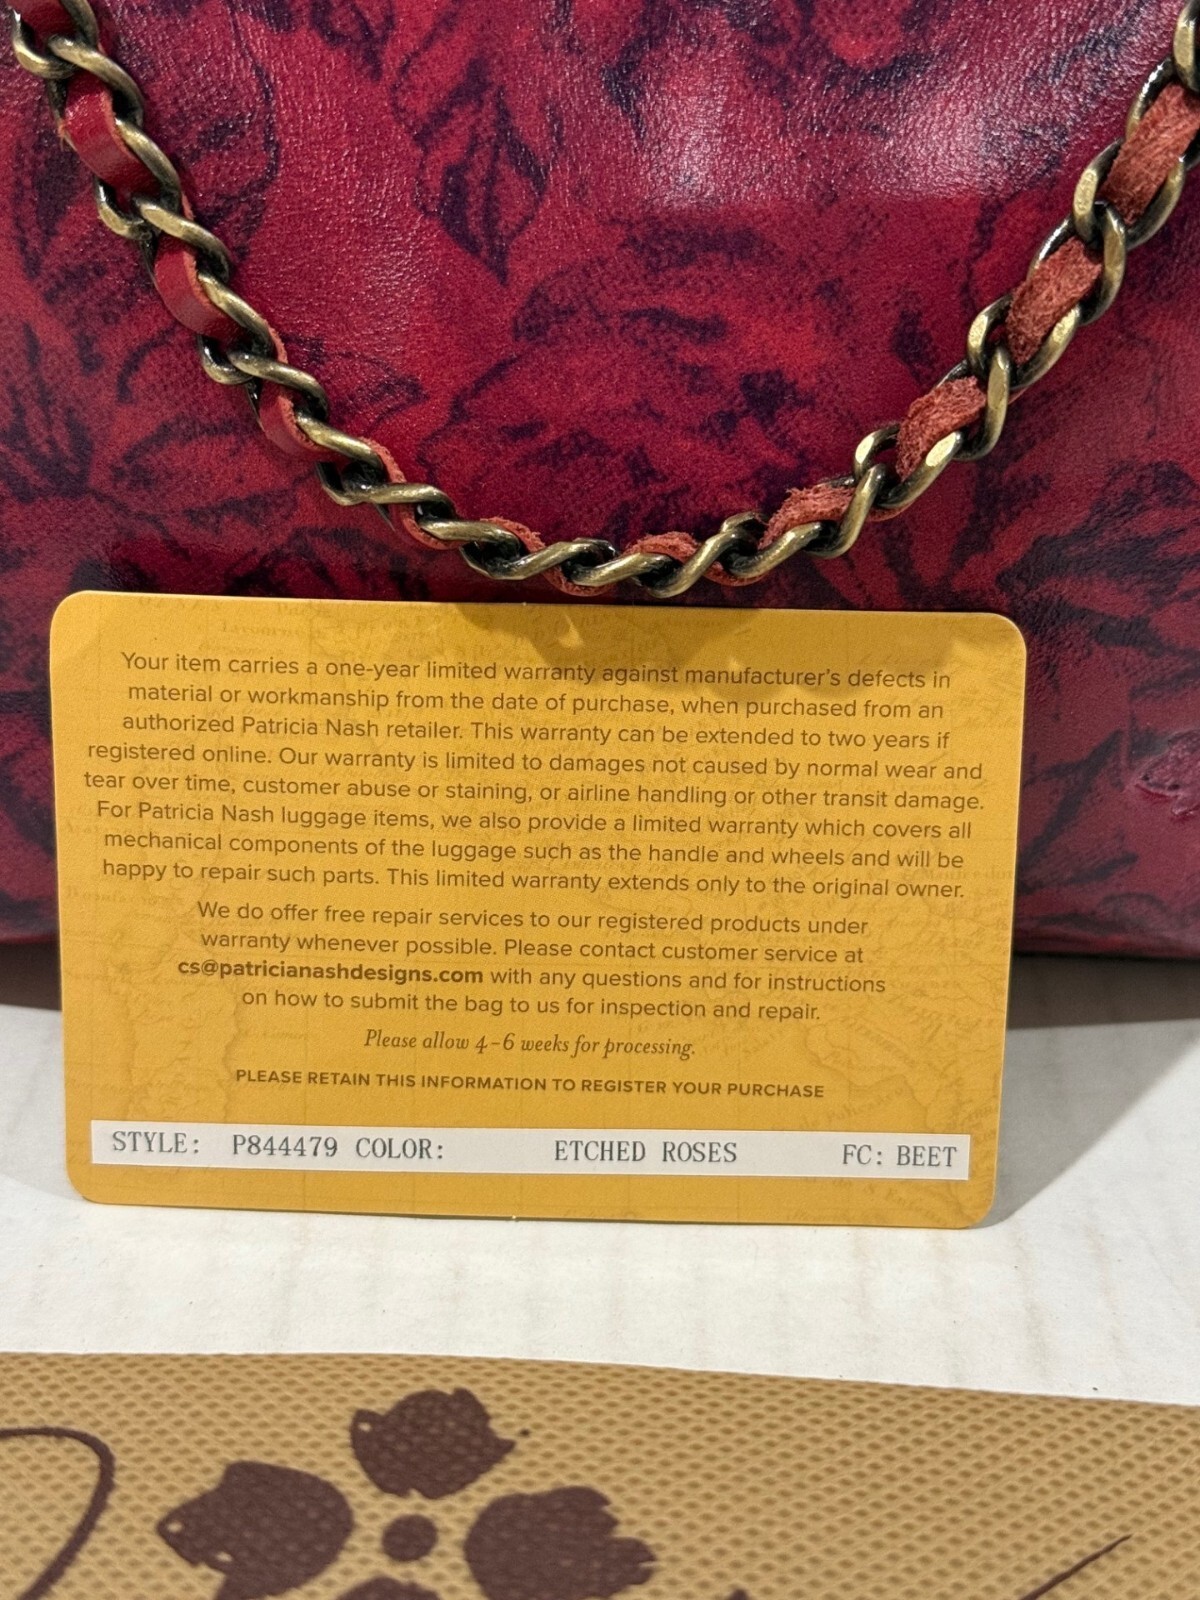 Your item carries a one-year limited warranty against manufacturer's defects in
material or workmanship from the date of purchase, when purchased from an
authorized Patricia Nash retailer. This warranty can be extended to two years if
registered online. Our warranty is limited to damages not caused by normal wear and
tear over time, customer abuse or staining, or airline handling or other transit damage.
For Patricia Nash luggage items, we also provide a limited warranty which covers all
mechanical components of the luggage such as the handle and wheels and will be
happy to repair such parts. This limited warranty extends only to the original owner.
We do offer free repair services to our registered products under
warranty whenever possible. Please contact customer service at
cs@patricianashdesigns.com with any questions and for instructions
on how to submit the bag to us for inspection and repair.
Please allow 4–6 weeks for processing.
PLEASE RETAIN THIS INFORMATION TO REGISTER YOUR PURCHASE
STYLE: P844479 COLOR: ETCHED ROSES FC: BEET